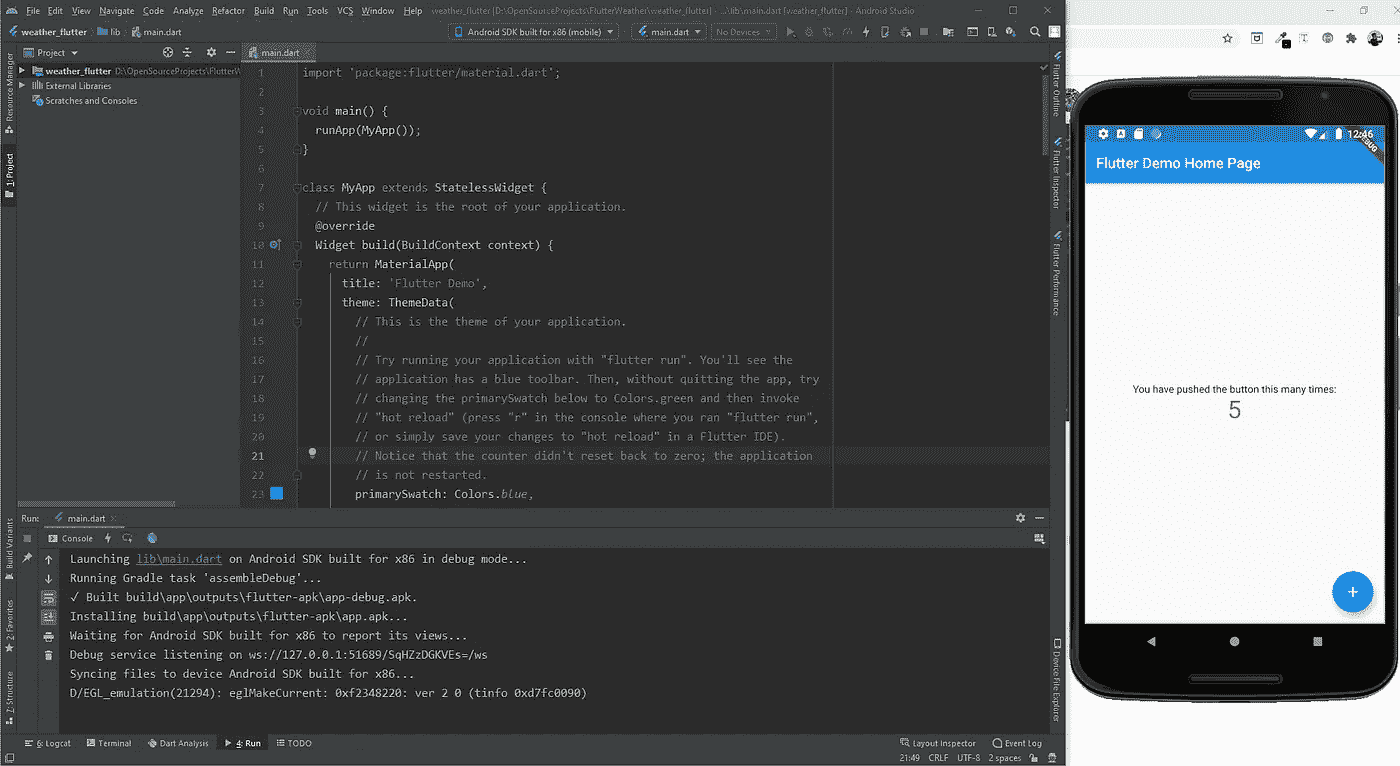 File Edit View Navigate Code Analyze Refactor Build Run Tools VCS Window Help weather_flutter [D:\OpenSourceProjects\FlutterWeather\weather_flutter] - ...\lib\main.dart [weather_flutter] - Android Studio
weather_flutter lib main.dart Android SDK built for x86 (mobile) main.dart No Devices
Project main.dart
weather_flutter D:\OpenSourceProjects\FlutterW
External Libraries
Scratches and Consoles
Resource Manager
1: Project
1 import 'package:flutter/material.dart';
2
3 void main() {
4 runApp(MyApp());
5 }
6
7 class MyApp extends StatelessWidget {
8 // This widget is the root of your application.
9 @override
10 Widget build(BuildContext context) {
11 return MaterialApp(
12 title: 'Flutter Demo',
13 theme: ThemeData(
14 // This is the theme of your application.
15 //
16 // Try running your application with "flutter run". You'll see the
17 // application has a blue toolbar. Then, without quitting the app, try
18 // changing the primarySwatch below to Colors.green and then invoke
19 // "hot reload" (press "r" in the console where you ran "flutter run",
20 // or simply save your changes to "hot reload" in a Flutter IDE).
21 // Notice that the counter didn't reset back to zero; the application
22 // is not restarted.
23 primarySwatch: Colors.blue,
Flutter Outline
Flutter Inspector
Flutter Performance
Device File Explorer
Run: main.dart
Console
Build Variants
2: Favorites
7: Structure
Launching lib\main.dart on Android SDK built for x86 in debug mode...
Running Gradle task 'assembleDebug'...
✓ Built build\app\outputs\flutter-apk\app-debug.apk.
Installing build\app\outputs\flutter-apk\app.apk...
Waiting for Android SDK built for x86 to report its views...
Debug service listening on ws://127.0.0.1:51689/SqHZzDGKVEs=/ws
Syncing files to device Android SDK built for x86...
D/EGL_emulation(21294): eglMakeCurrent: 0xf2348220: ver 2 0 (tinfo 0xd7fc0090)
6: Logcat Terminal Dart Analysis 4: Run TODO Layout Inspector Event Log
21:49 CRLF UTF-8 2 spaces
12:46
DEBUG
Flutter Demo Home Page
You have pushed the button this many times:
5
+